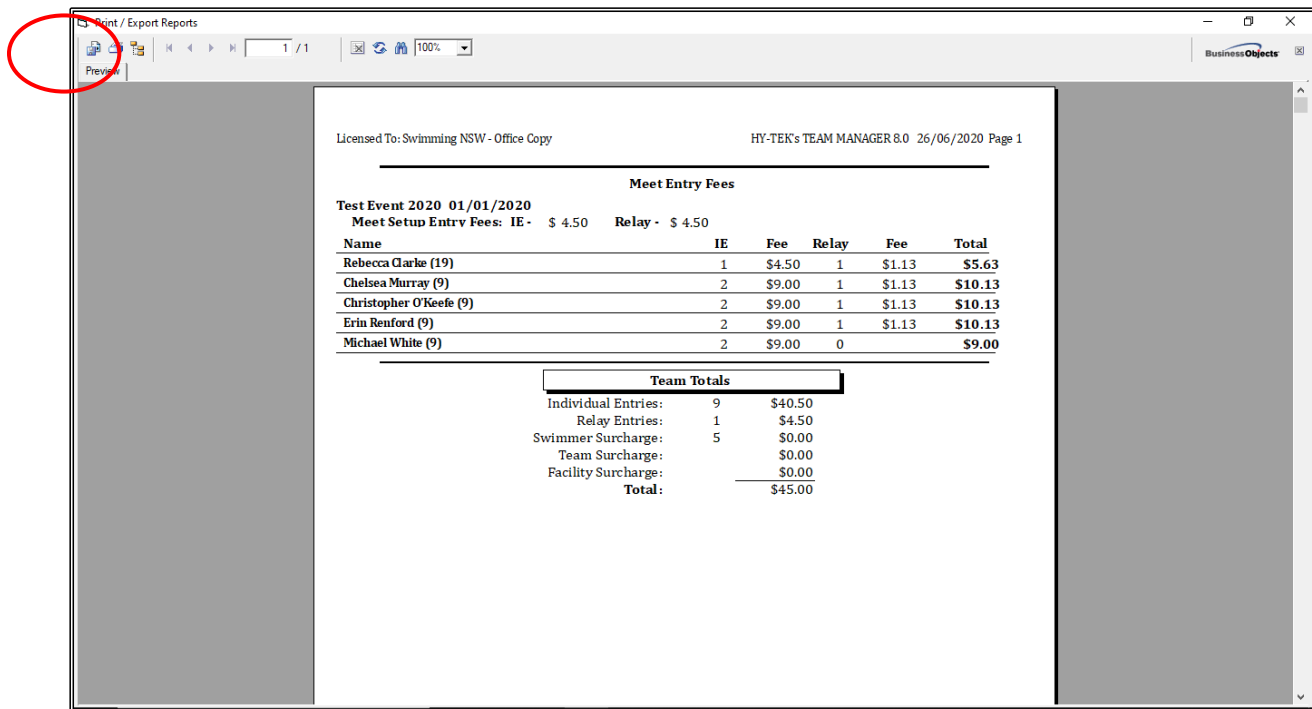 Print / Export Reports
1 / 1 100% BusinessObjects
Preview
Licensed To: Swimming NSW - Office Copy HY-TEK's TEAM MANAGER 8.0 26/06/2020 Page 1
Meet Entry Fees
Test Event 2020 01/01/2020
Meet Setup Entry Fees: IE - $ 4.50 Relay - $ 4.50
Name IE Fee Relay Fee Total
Rebecca Clarke (19) 1 $4.50 1 $1.13 $5.63
Chelsea Murray (9) 2 $9.00 1 $1.13 $10.13
Christopher O'Keefe (9) 2 $9.00 1 $1.13 $10.13
Erin Renford (9) 2 $9.00 1 $1.13 $10.13
Michael White (9) 2 $9.00 0 $9.00
Team Totals
Individual Entries: 9 $40.50
Relay Entries: 1 $4.50
Swimmer Surcharge: 5 $0.00
Team Surcharge: $0.00
Facility Surcharge: $0.00
Total: $45.00